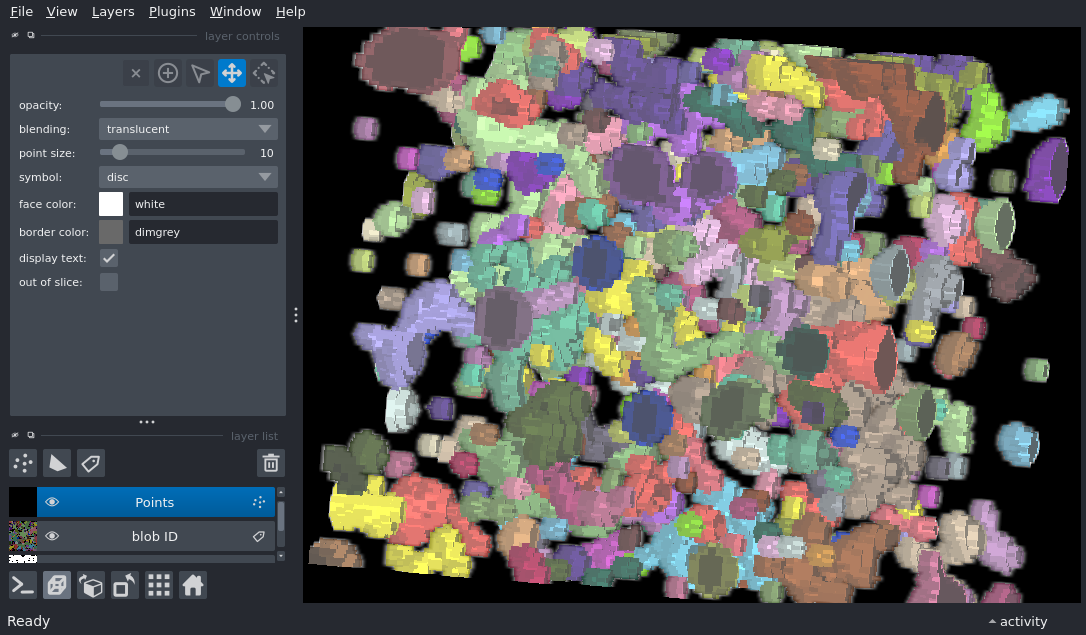 File View Layers Plugins Window Help
layer controls
opacity: 1.00
blending: translucent
point size: 10
symbol: disc
face color: white
border color: dimgrey
display text:
out of slice:
layer list
Points
blob ID
Ready
activity